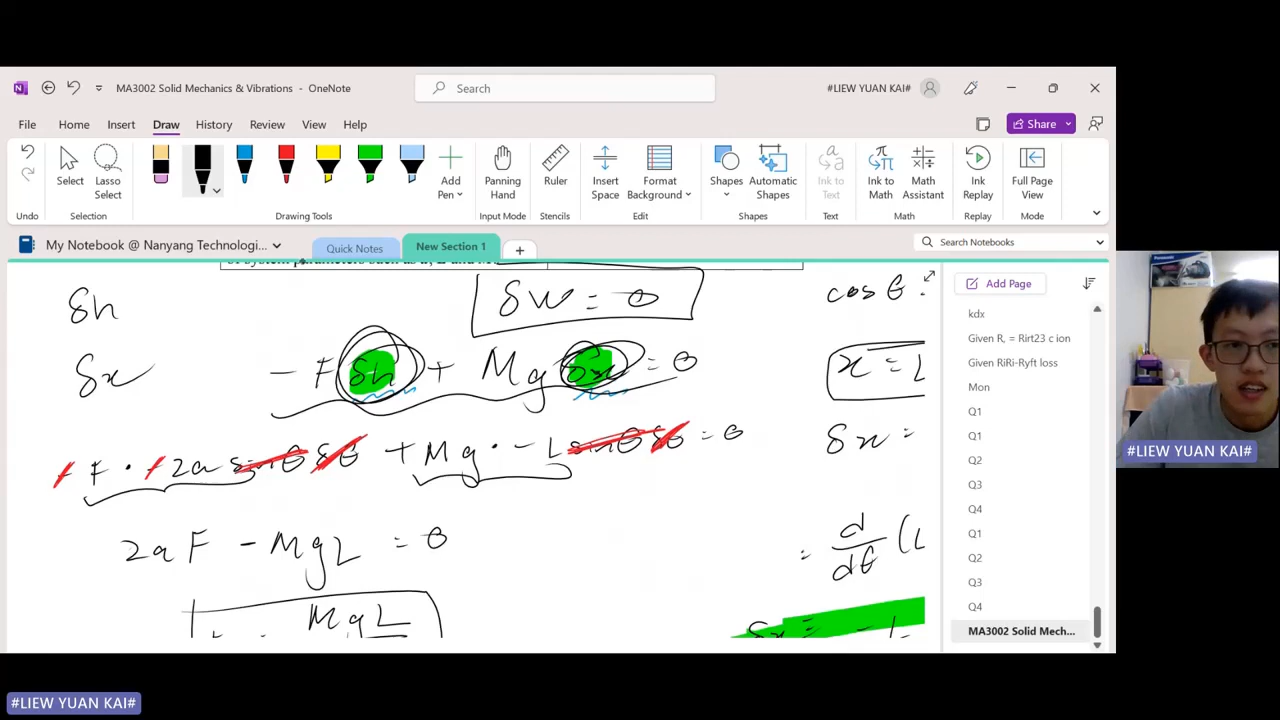 MA3002 Solid Mechanics & Vibrations - OneNote
Search
#LIEW YUAN KAI#
File Home Insert Draw History Review View Help
Share
Undo
Select
Lasso Select
Add Pen
Panning Hand
Ruler
Insert Space
Format Background
Shapes
Automatic Shapes
Ink to Text
Ink to Math
Math Assistant
Ink Replay
Full Page View
Undo Selection Drawing Tools Input Mode Stencils Edit Shapes Text Math Replay Mode
My Notebook @ Nanyang Technologi...
Quick Notes
New Section 1
Search Notebooks
δh
δW = 0
cos θ
δx
- F δh + Mg δx = 0
x = L
- F · - 2a sinθ δθ + Mg · - L sinθ δθ = 0
δx =
2aF - MgL = 0
= d/dθ (L
MgL
δx = - L
Add Page
kdx
Given R, = Rirt23 c ion
Given RiRi-Ryft loss
Mon
Q1
Q1
Q2
Q3
Q4
Q1
Q2
Q3
Q4
MA3002 Solid Mech...
#LIEW YUAN KAI#
#LIEW YUAN KAI#